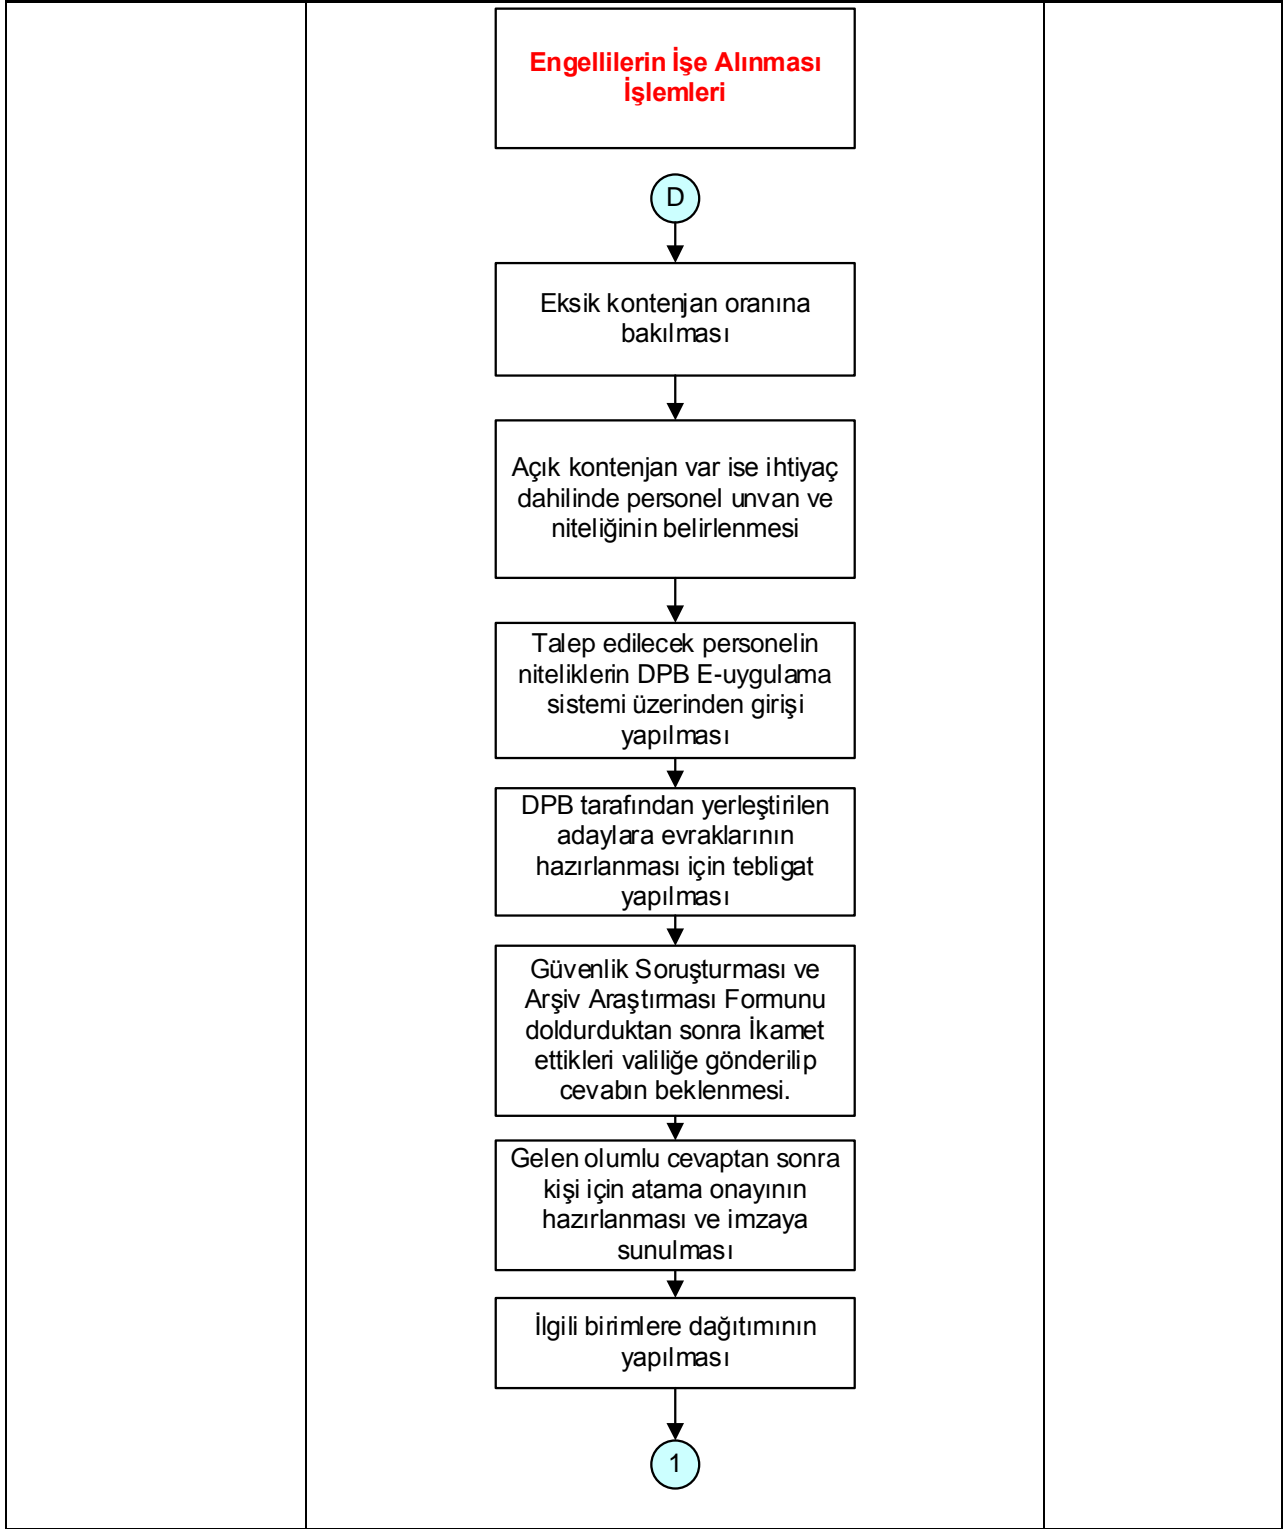 Engellilerin İşe Alınması
İşlemleri
D
Eksik kontenjan oranına
bakılması
Açık kontenjan var ise ihtiyaç
dahilinde personel unvan ve
niteliğinin belirlenmesi
Talep edilecek personelin
niteliklerin DPB E-uygulama
sistemi üzerinden girişi
yapılması
DPB tarafından yerleştirilen
adaylara evraklarının
hazırlanması için tebligat
yapılması
Güvenlik Soruşturması ve
Arşiv Araştırması Formunu
doldurduktan sonra İkamet
ettikleri valiliğe gönderilip
cevabın beklenmesi.
Gelen olumlu cevaptan sonra
kişi için atama onayının
hazırlanması ve imzaya
sunulması
İlgili birimlere dağıtımının
yapılması
1